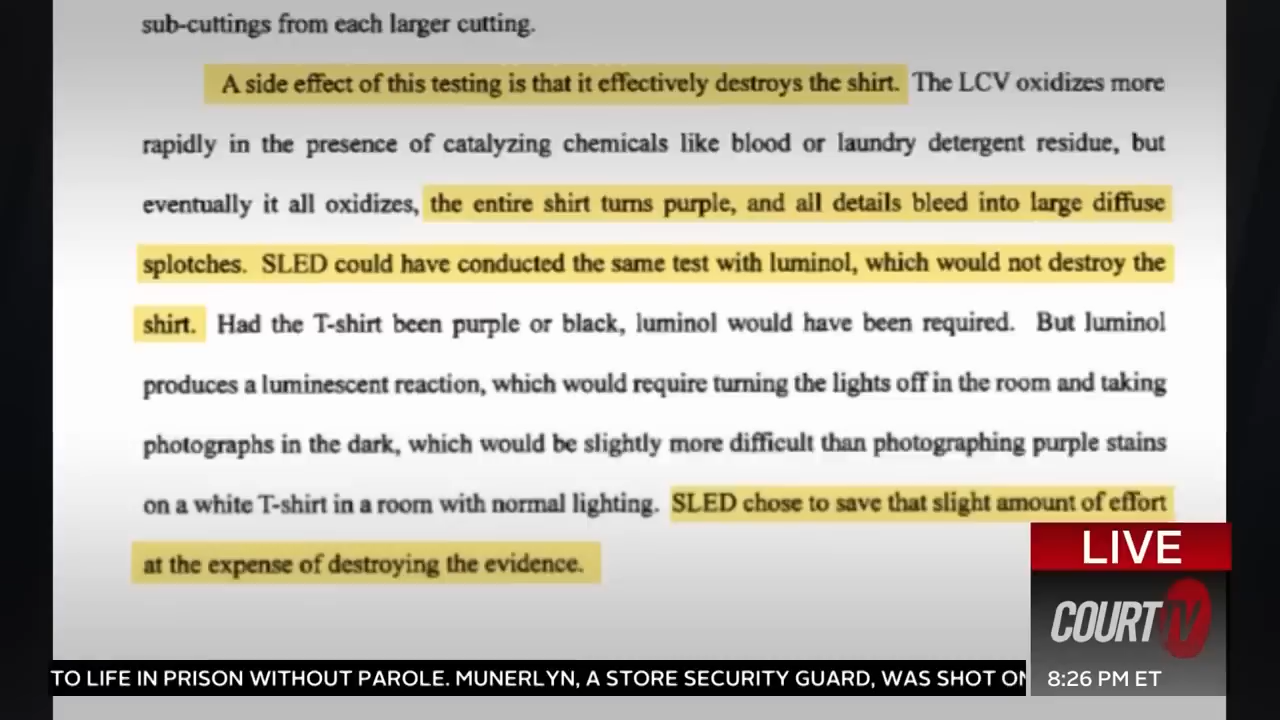 sub-cuttings from each larger cutting.
A side effect of this testing is that it effectively destroys the shirt. The LCV oxidizes more
rapidly in the presence of catalyzing chemicals like blood or laundry detergent residue, but
eventually it all oxidizes, the entire shirt turns purple, and all details bleed into large diffuse
splotches. SLED could have conducted the same test with luminol, which would not destroy the
shirt. Had the T-shirt been purple or black, luminol would have been required. But luminol
produces a luminescent reaction, which would require turning the lights off in the room and taking
photographs in the dark, which would be slightly more difficult than photographing purple stains
on a white T-shirt in a room with normal lighting. SLED chose to save that slight amount of effort
at the expense of destroying the evidence.
LIVE
COURT TV
TO LIFE IN PRISON WITHOUT PAROLE. MUNERLYN, A STORE SECURITY GUARD, WAS SHOT ON
8:26 PM ET